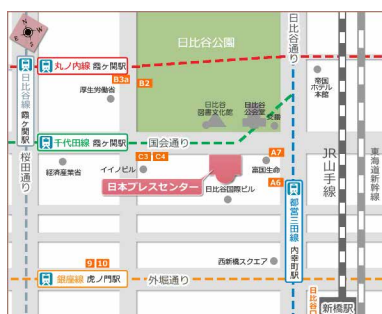 日比谷公園
日比谷通り
丸ノ内線 霞ヶ関駅
B3a
B2
厚生労働省
帝国
ホテル
本館
日比谷
図書文化館
日比谷
公会堂
日比谷線 霞ヶ関駅
桜田通り
千代田線 霞ヶ関駅
国会通り
経済産業省
イイノビル
C3
C4
A7
富国生命
日本プレスセンター
日比谷国際ビル
A6
都営三田線 内幸町駅
JR山手線
東海道新幹線
9
10
西新橋スクエア
銀座線 虎ノ門駅
外堀通り
日比谷口
新橋駅